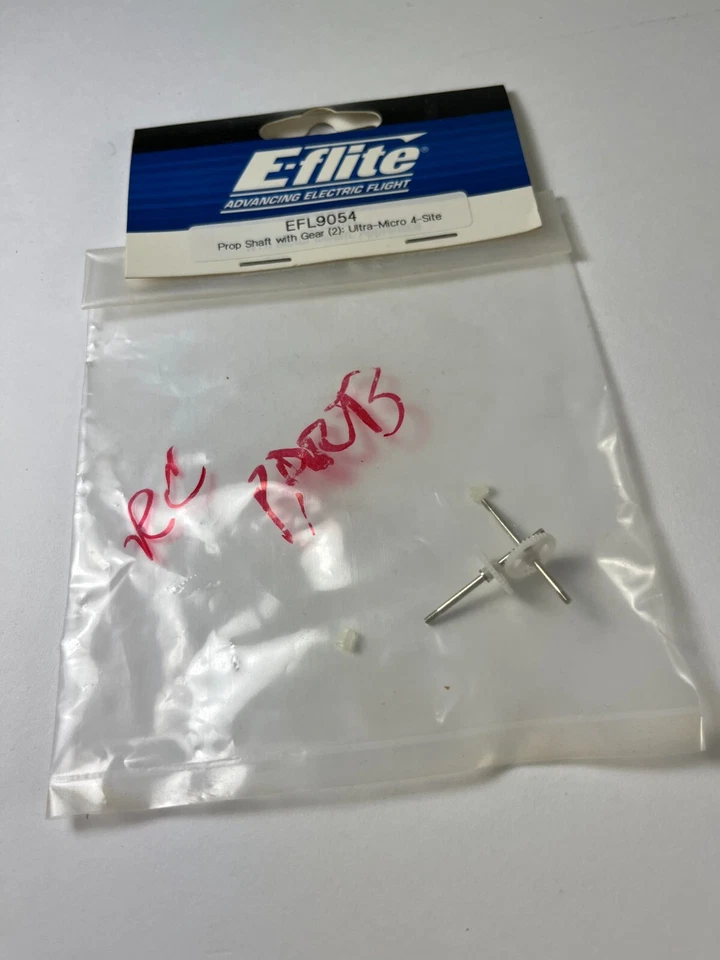 E-flite®
ADVANCING ELECTRIC FLIGHT
EFL9054
Prop Shaft with Gear (2): Ultra-Micro 4-Site
RC PARTS